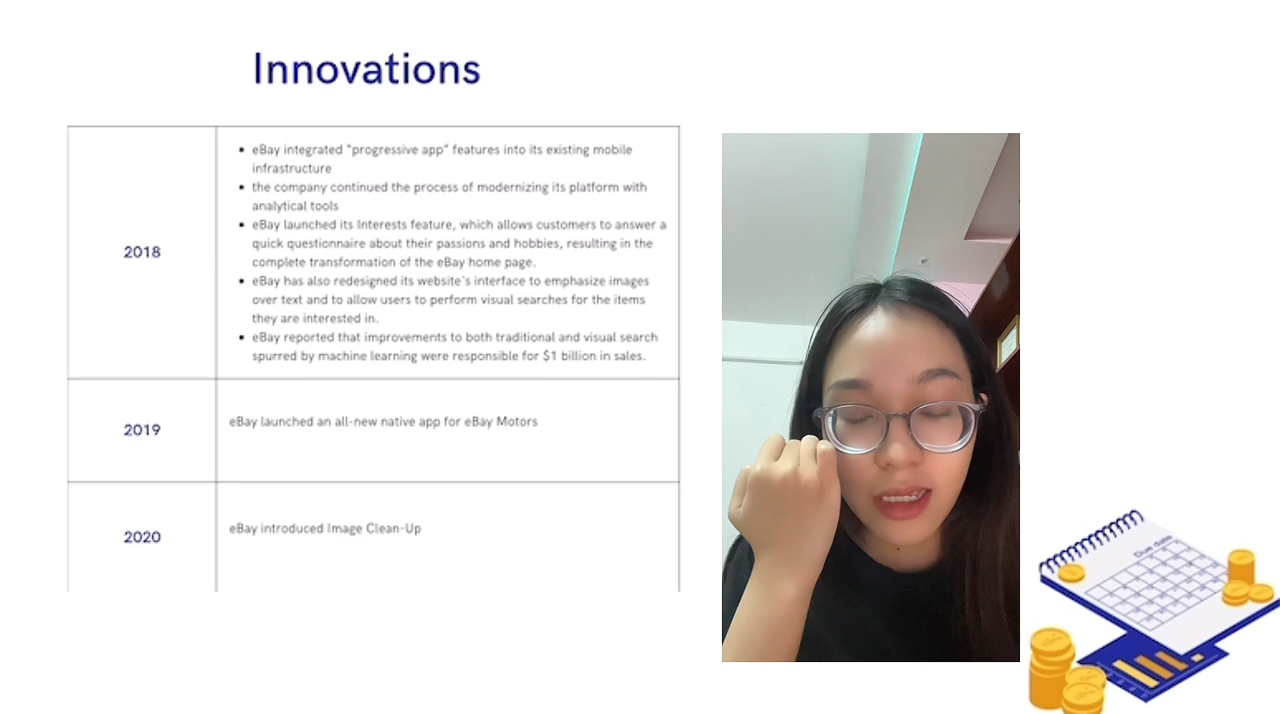 Innovations
2018
• eBay integrated "progressive app" features into its existing mobile
infrastructure
• the company continued the process of modernizing its platform with
analytical tools
• eBay launched its Interests feature, which allows customers to answer a
quick questionnaire about their passions and hobbies, resulting in the
complete transformation of the eBay home page.
• eBay has also redesigned its website's interface to emphasize images
over text and to allow users to perform visual searches for the items
they are interested in.
• eBay reported that improvements to both traditional and visual search
spurred by machine learning were responsible for $1 billion in sales.
2019
eBay launched an all-new native app for eBay Motors
2020
eBay introduced Image Clean-Up
Due date